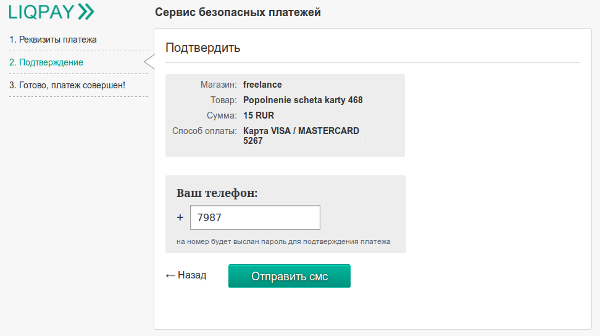 LIQPAY
Сервис безопасных платежей
1. Реквизиты платежа
2. Подтверждение
3. Готово, платеж совершен!
Подтвердить
Магазин: freelance
Товар: Popolnenie scheta karty 468
Сумма: 15 RUR
Способ оплаты: Карта VISA / MASTERCARD
5267
Ваш телефон:
+ 7987
на номер будет выслан пароль для подтверждения платежа
← Назад
Отправить смс